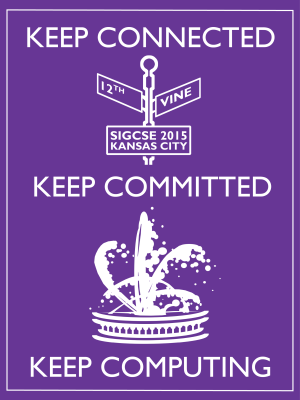 KEEP CONNECTED
12TH
VINE
SIGCSE 2015
KANSAS CITY
KEEP COMMITTED
KEEP COMPUTING